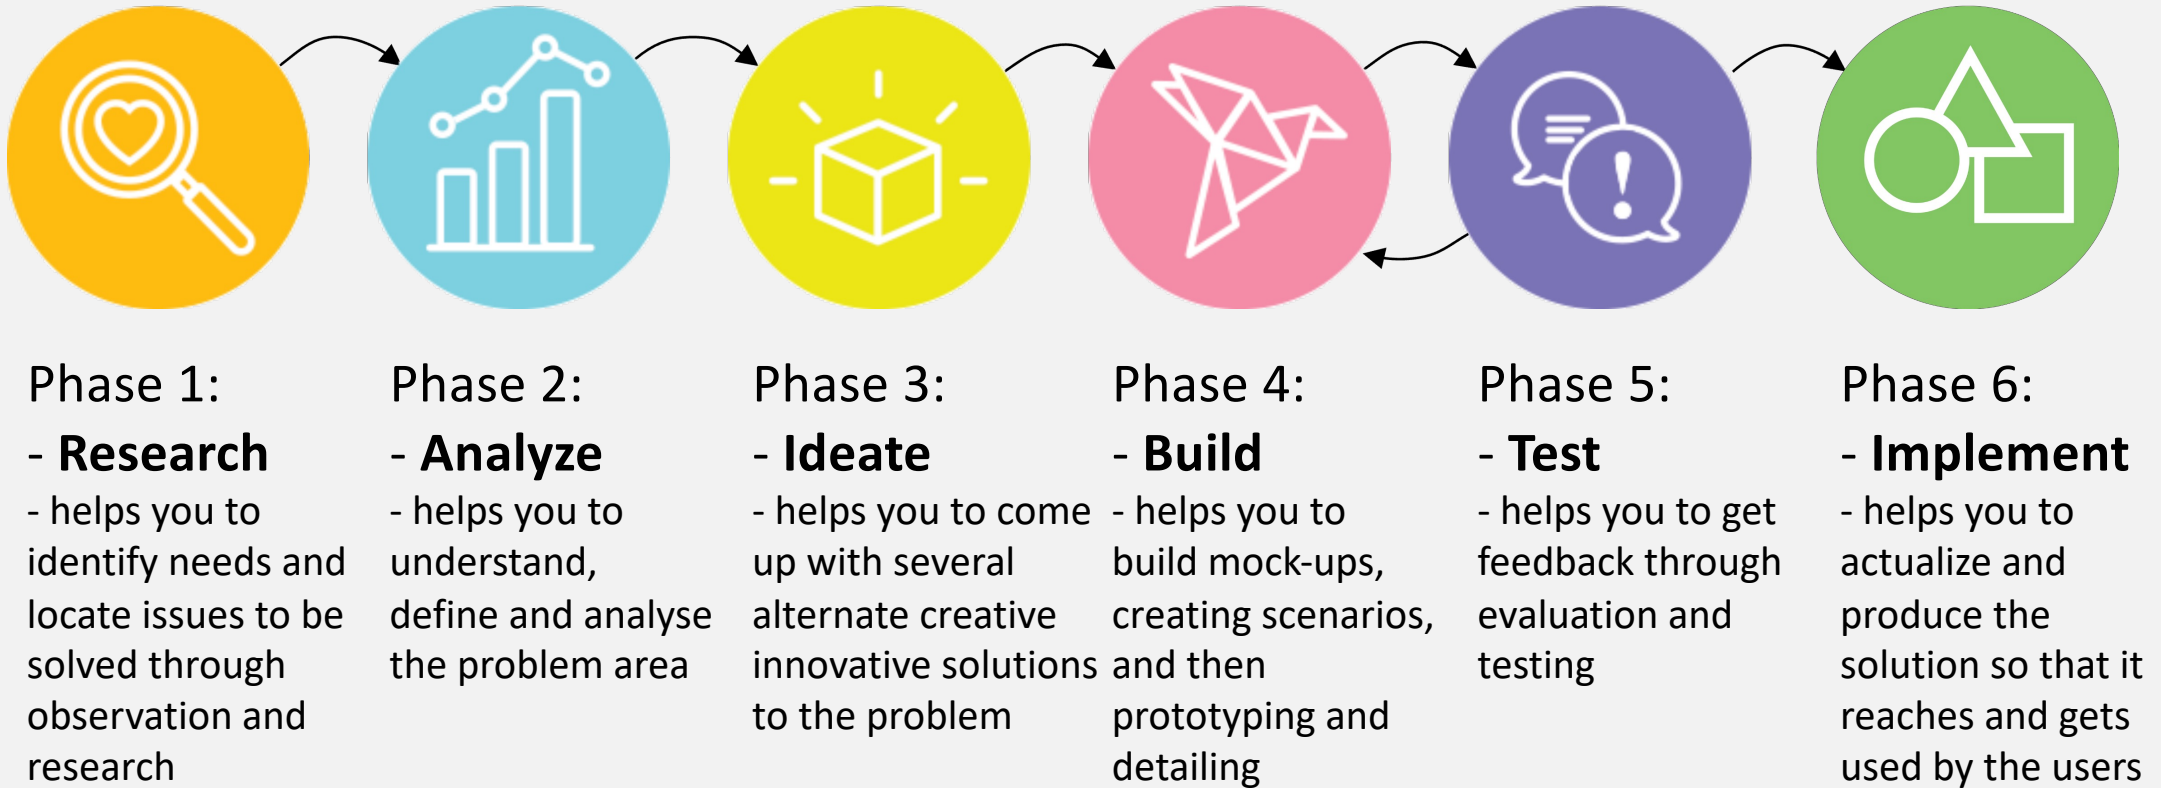 Phase 1:
- Research
- helps you to
identify needs and
locate issues to be
solved through
observation and
research
Phase 2:
- Analyze
- helps you to
understand,
define and analyse
the problem area
Phase 3:
- Ideate
- helps you to come
up with several
alternate creative
innovative solutions
to the problem
Phase 4:
- Build
- helps you to
build mock-ups,
creating scenarios,
and then
prototyping and
detailing
Phase 5:
- Test
- helps you to get
feedback through
evaluation and
testing
Phase 6:
- Implement
- helps you to
actualize and
produce the
solution so that it
reaches and gets
used by the users